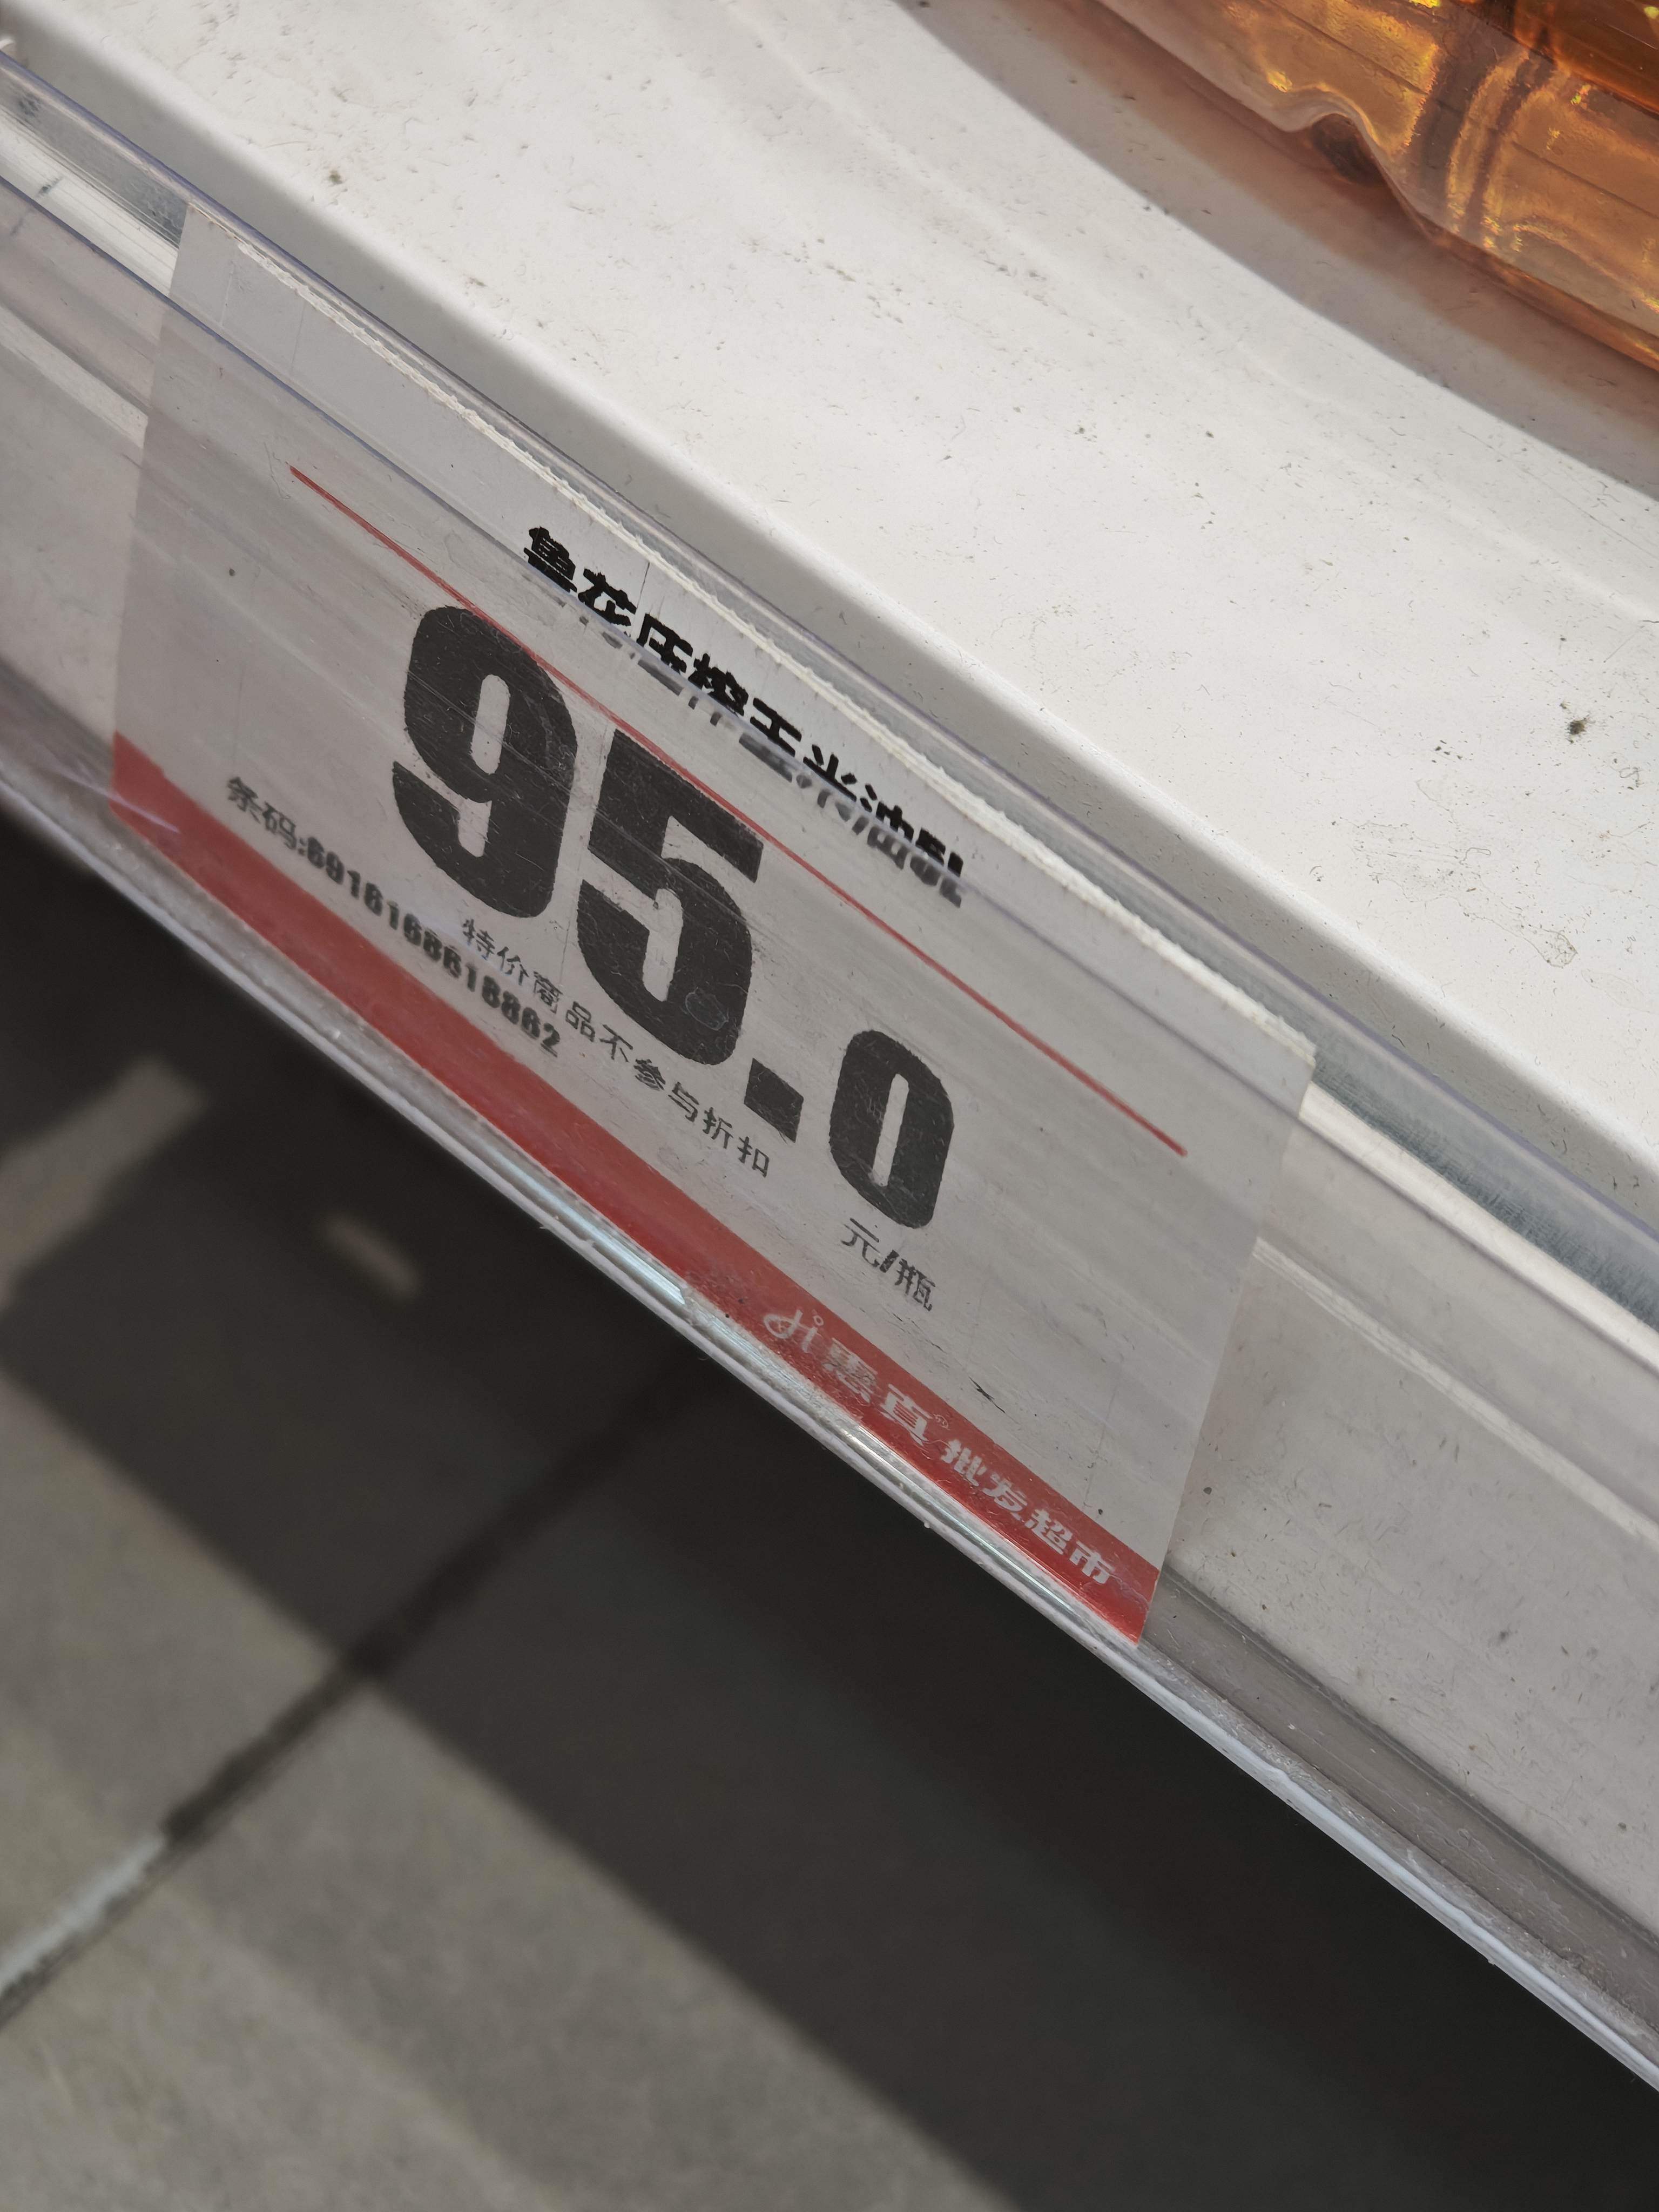 鲁花压榨玉米油5L
95.0
元/瓶
特价商品不参与折扣
条码:6916168618862
惠真®批发超市